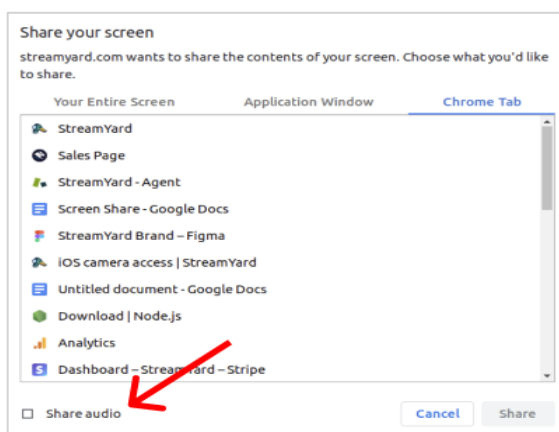 Share your screen
streamyard.com wants to share the contents of your screen. Choose what you'd like
to share.
Your Entire Screen Application Window Chrome Tab
StreamYard
Sales Page
StreamYard - Agent
Screen Share - Google Docs
StreamYard Brand – Figma
iOS camera access | StreamYard
Untitled document - Google Docs
Download | Node.js
Analytics
Dashboard – StreamYard – Stripe
Share audio
Cancel Share